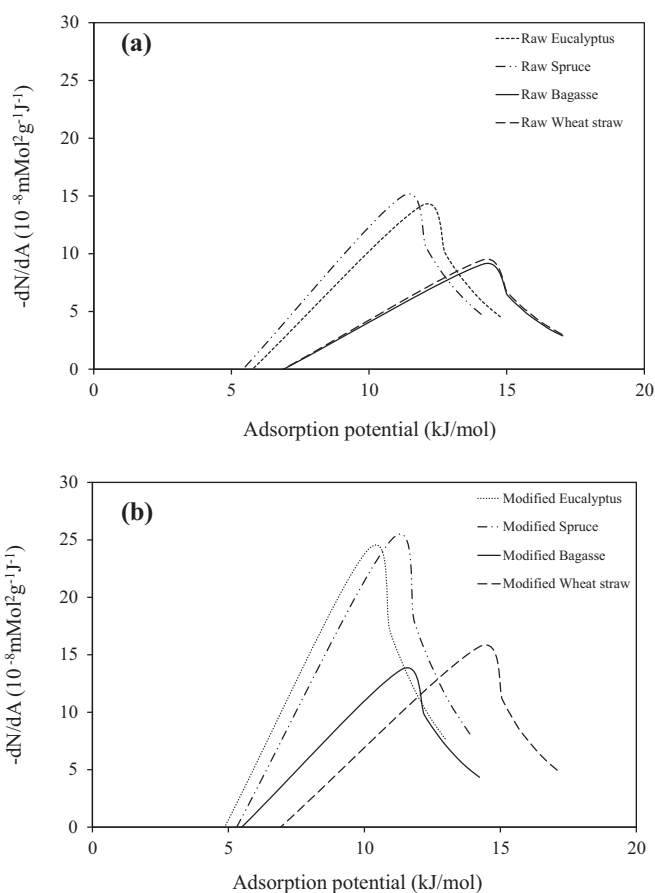 (a)
30
25
20
15
10
5
0
-dN/dA (10 -8mMol2g-1J-1)
Raw Eucalyptus
Raw Spruce
Raw Bagasse
Raw Wheat straw
0 5 10 15 20
Adsorption potential (kJ/mol)
(b)
30
25
20
15
10
5
0
-dN/dA (10 -8mMol2g-1J-1)
Modified Eucalyptus
Modified Spruce
Modified Bagasse
Modified Wheat straw
0 5 10 15 20
Adsorption potential (kJ/mol)